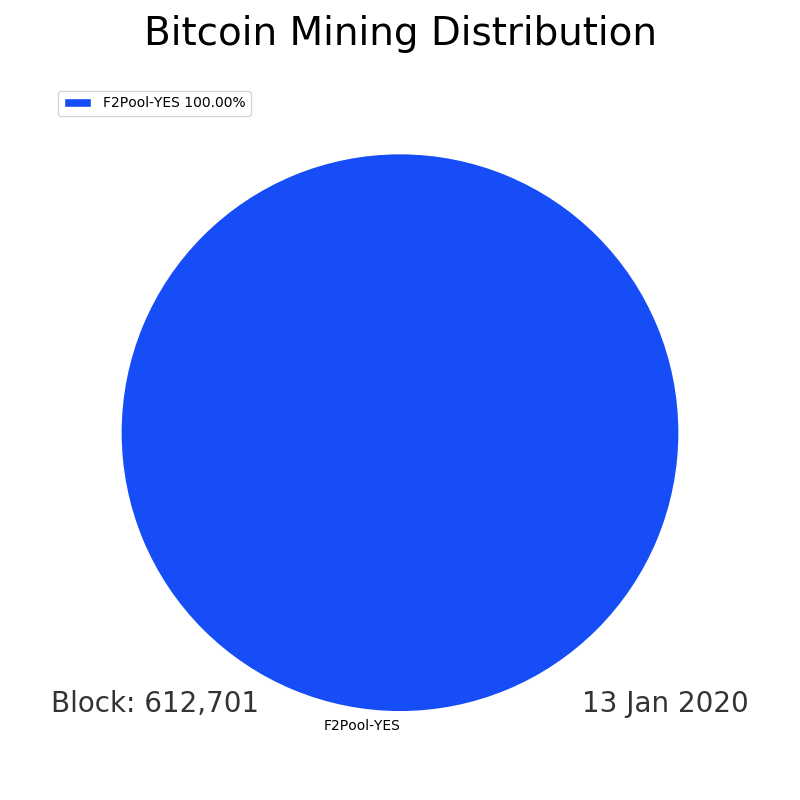 Bitcoin Mining Distribution
F2Pool-YES 100.00%
Block: 612,701
13 Jan 2020
F2Pool-YES